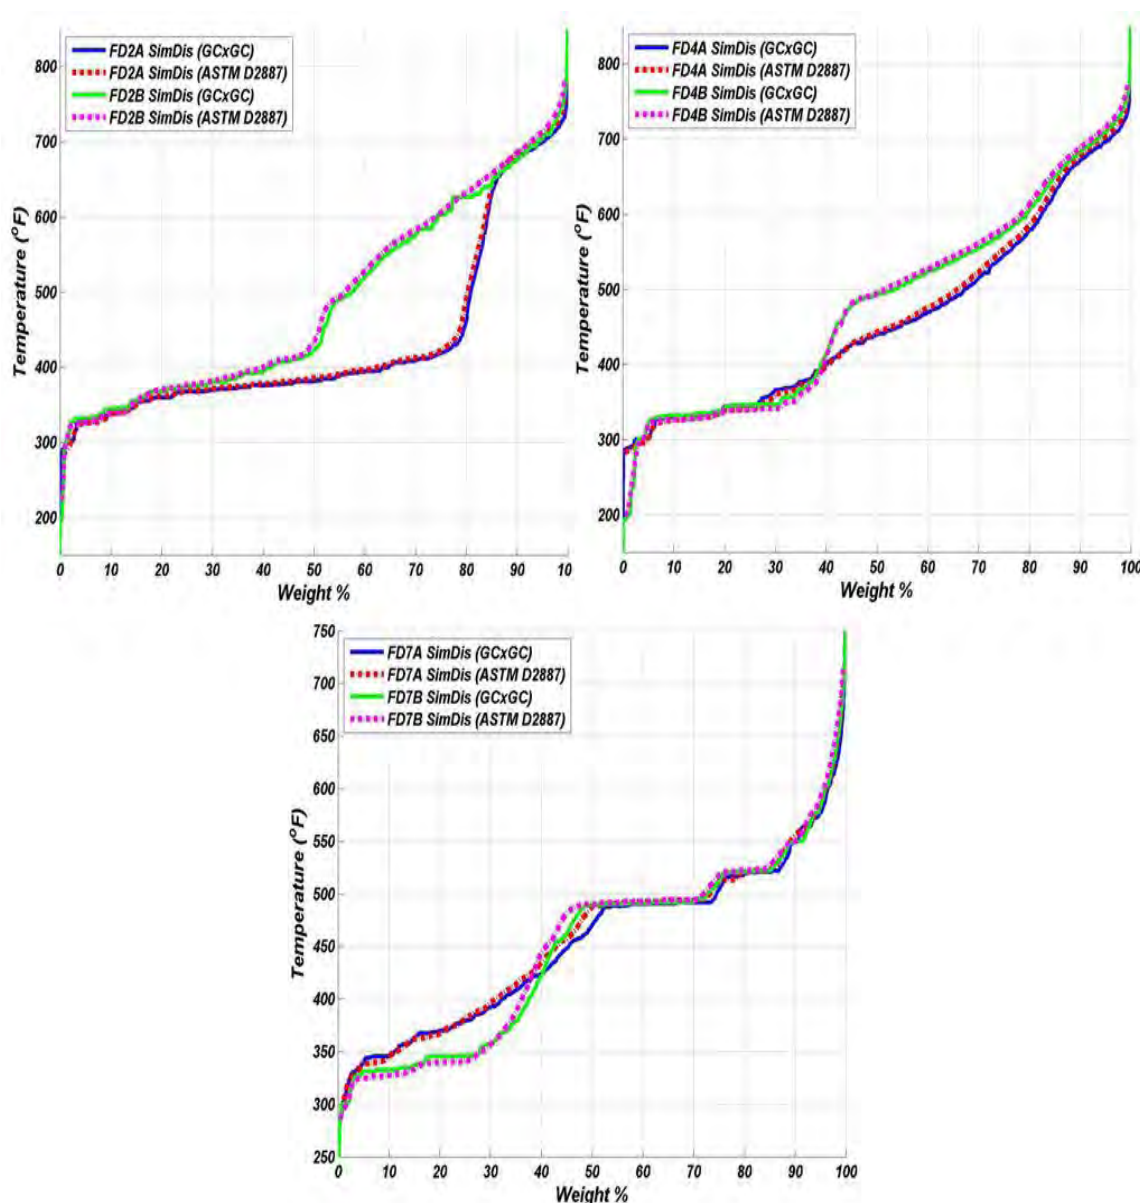 FD2A SimDis (GCxGC)
FD2A SimDis (ASTM D2887)
FD2B SimDis (GCxGC)
FD2B SimDis (ASTM D2887)
800
700
600
500
400
300
200
Temperature (°F)
0 10 20 30 40 50 60 70 80 90 10
Weight %
FD4A SimDis (GCxGC)
FD4A SimDis (ASTM D2887)
FD4B SimDis (GCxGC)
FD4B SimDis (ASTM D2887)
800
700
600
500
400
300
200
Temperature (°F)
0 10 20 30 40 50 60 70 80 90 100
Weight %
FD7A SimDis (GCxGC)
FD7A SimDis (ASTM D2887)
FD7B SimDis (GCxGC)
FD7B SimDis (ASTM D2887)
750
700
650
600
550
500
450
400
350
300
250
Temperature (°F)
0 10 20 30 40 50 60 70 80 90 100
Weight %